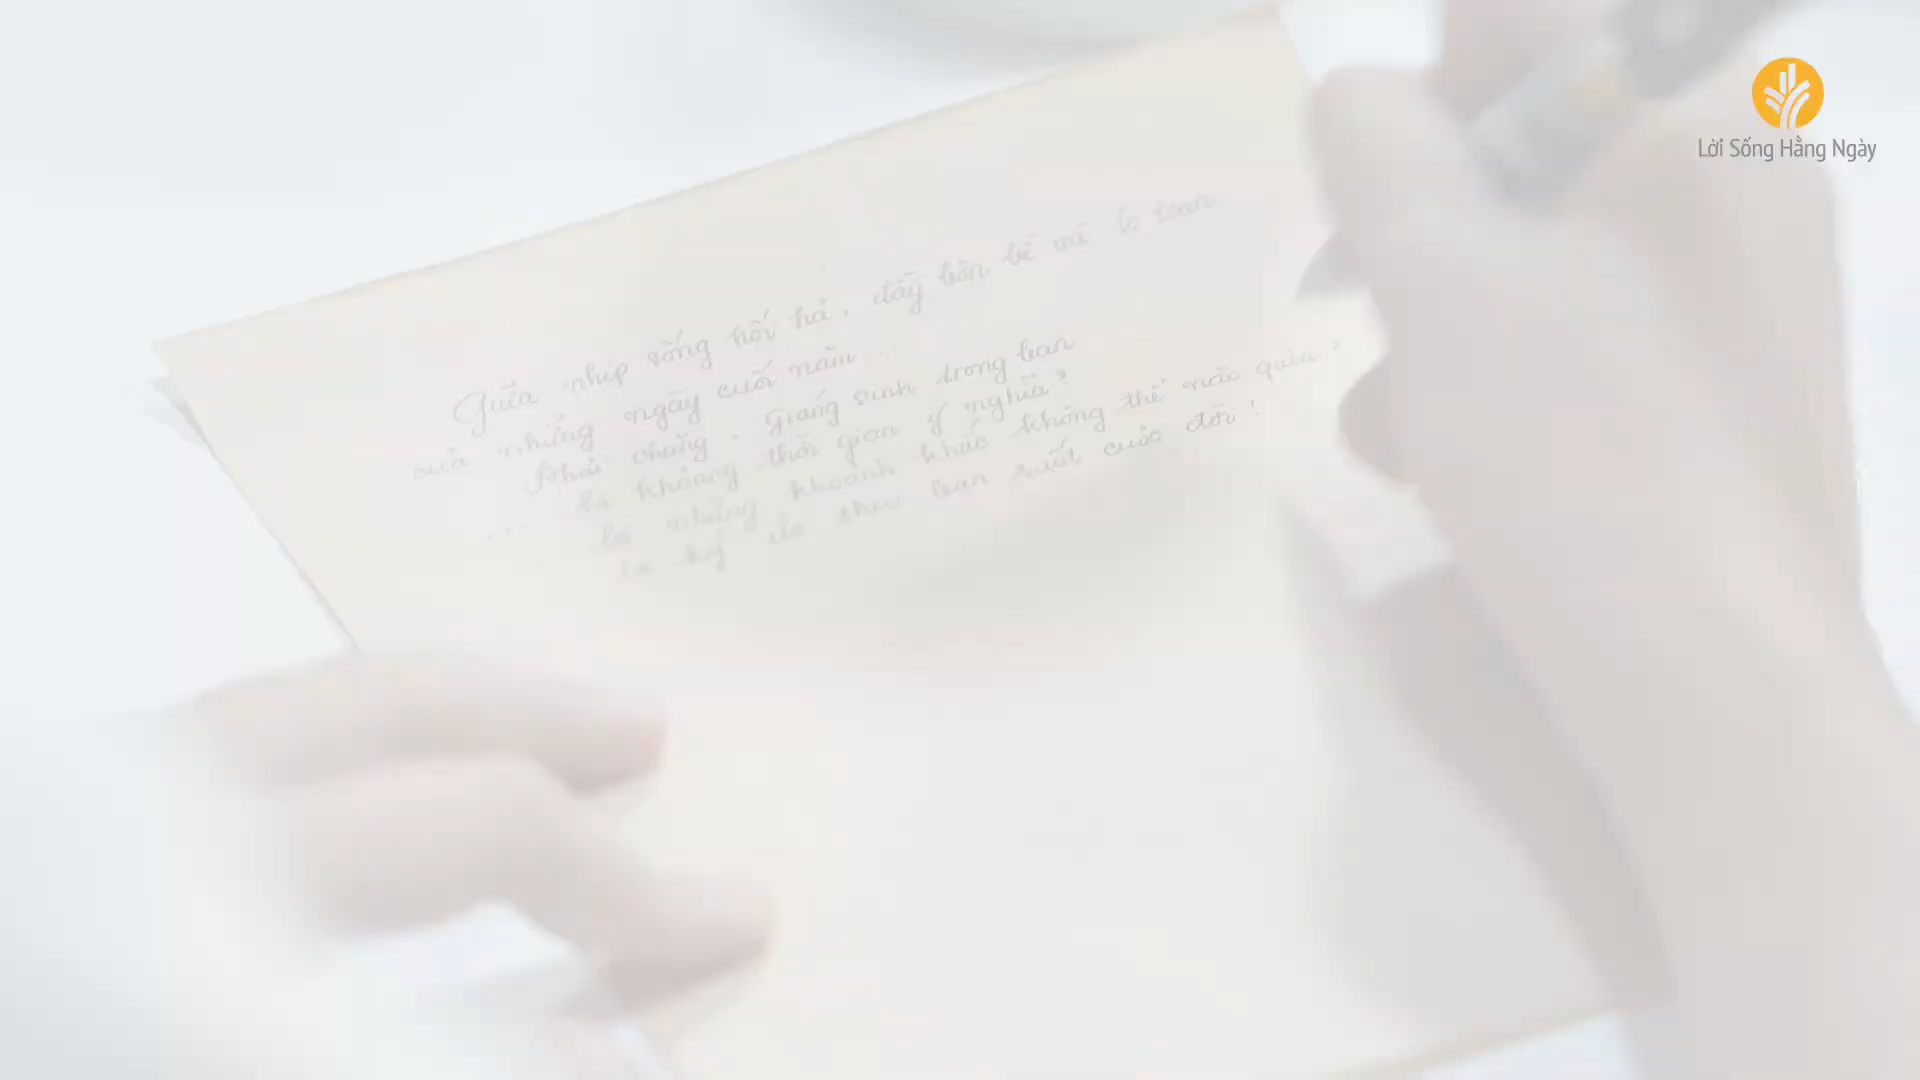 Lời Sống Hằng Ngày
Giữa nhịp sống hối hả, đầy bộn bề và lo toan
của những ngày cuối năm...
Phải chăng, Giáng sinh trong bạn
... là khoảng thời gian ý nghĩa?
là những khoảnh khắc không thể nào quên?
là ký ức theo bạn suốt cuộc đời!